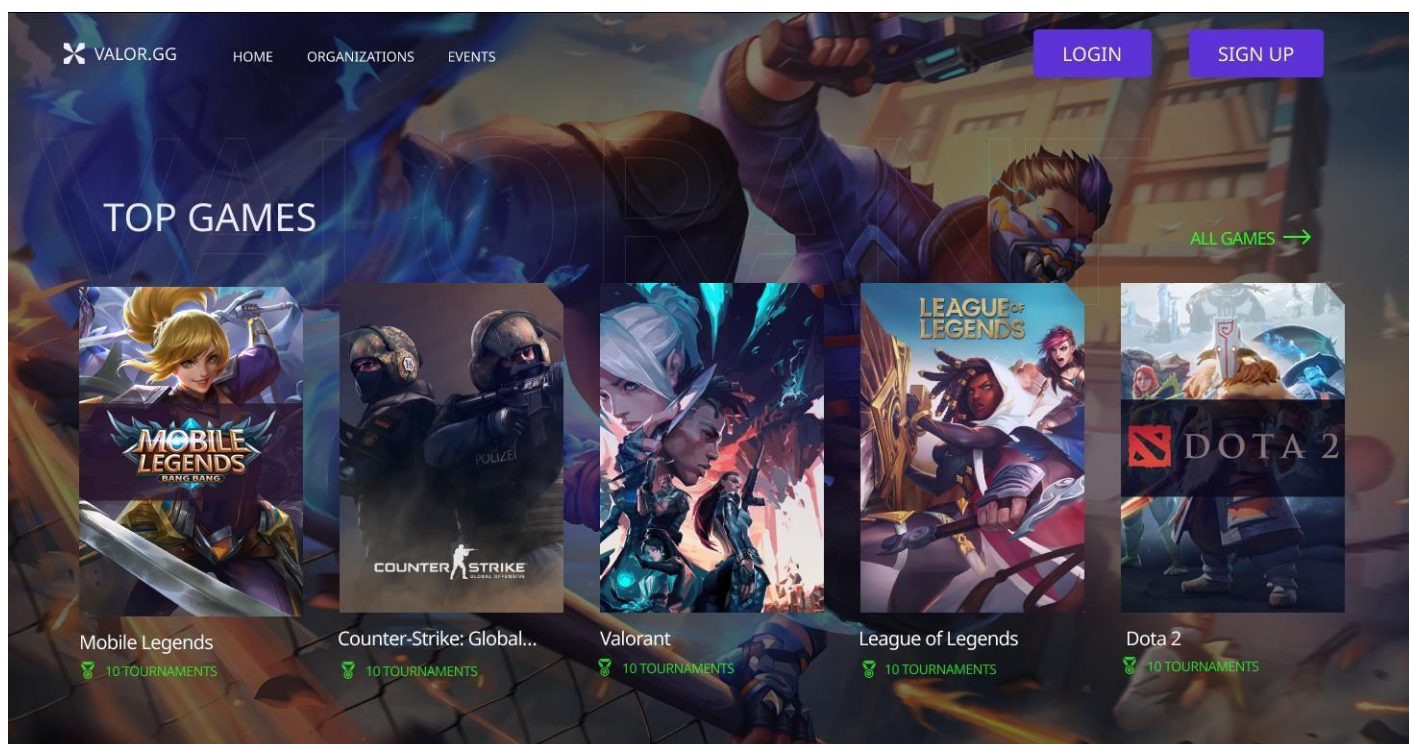 VALOR.GG
HOME
ORGANIZATIONS
EVENTS
LOGIN
SIGN UP
VALORANT
TOP GAMES
ALL GAMES
MOBILE
LEGENDS
BANG BANG
POLIZEI
COUNTER STRIKE
GLOBAL OFFENSIVE
LEAGUE OF
LEGENDS
DOTA 2
Mobile Legends
Counter-Strike: Global...
Valorant
League of Legends
Dota 2
10 TOURNAMENTS
10 TOURNAMENTS
10 TOURNAMENTS
10 TOURNAMENTS
10 TOURNAMENTS